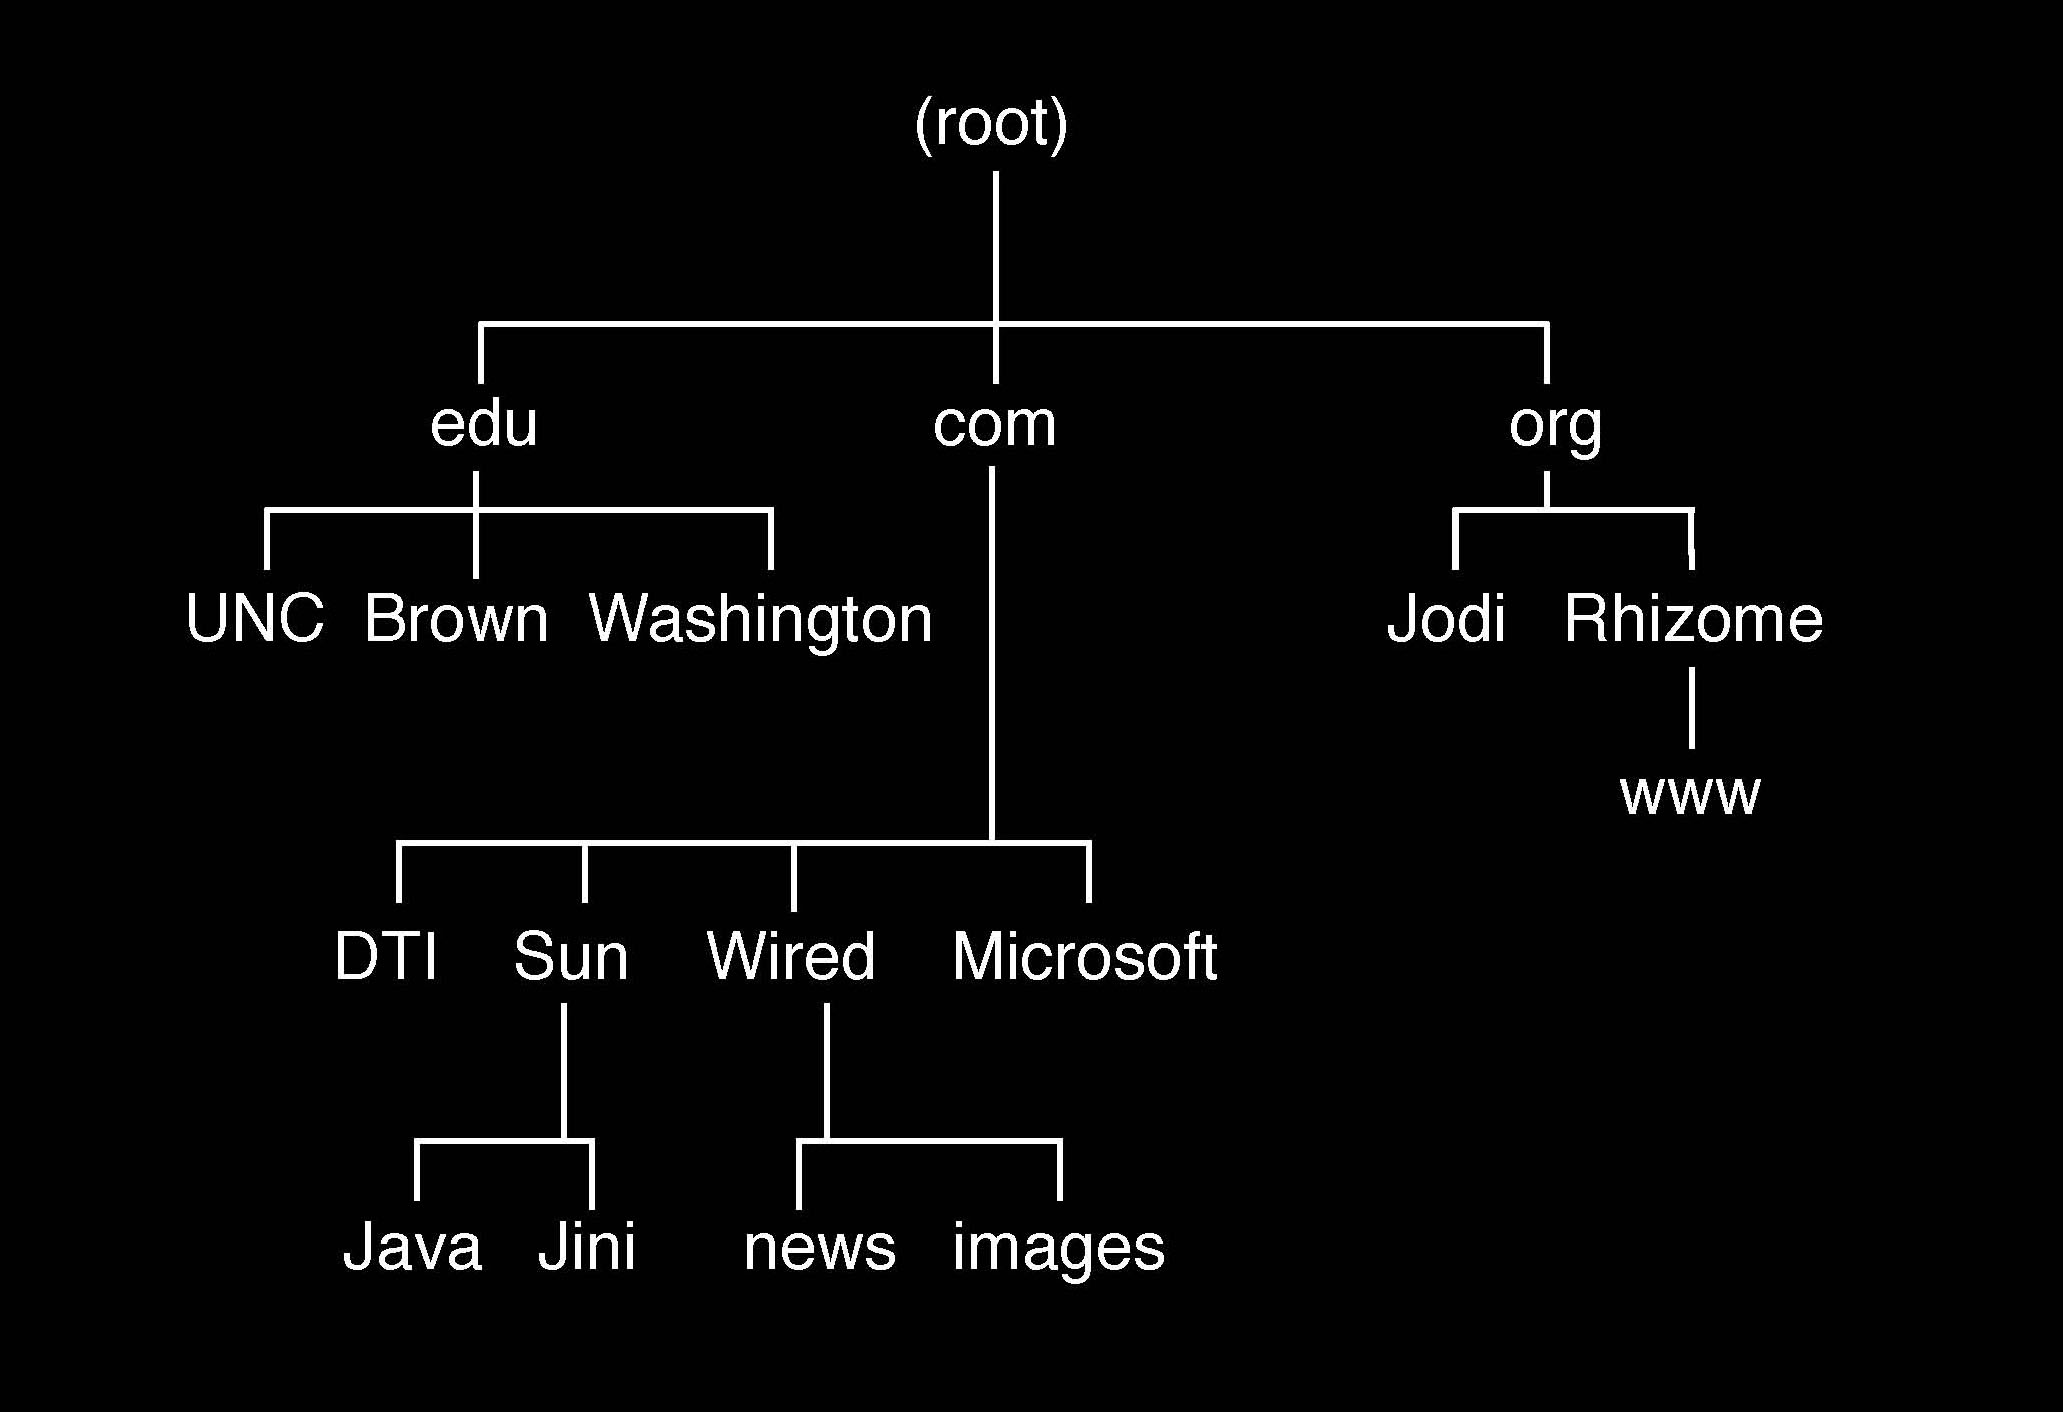 (root)
edu com org
UNC Brown Washington Jodi Rhizome
www
DTI Sun Wired Microsoft
Java Jini news images